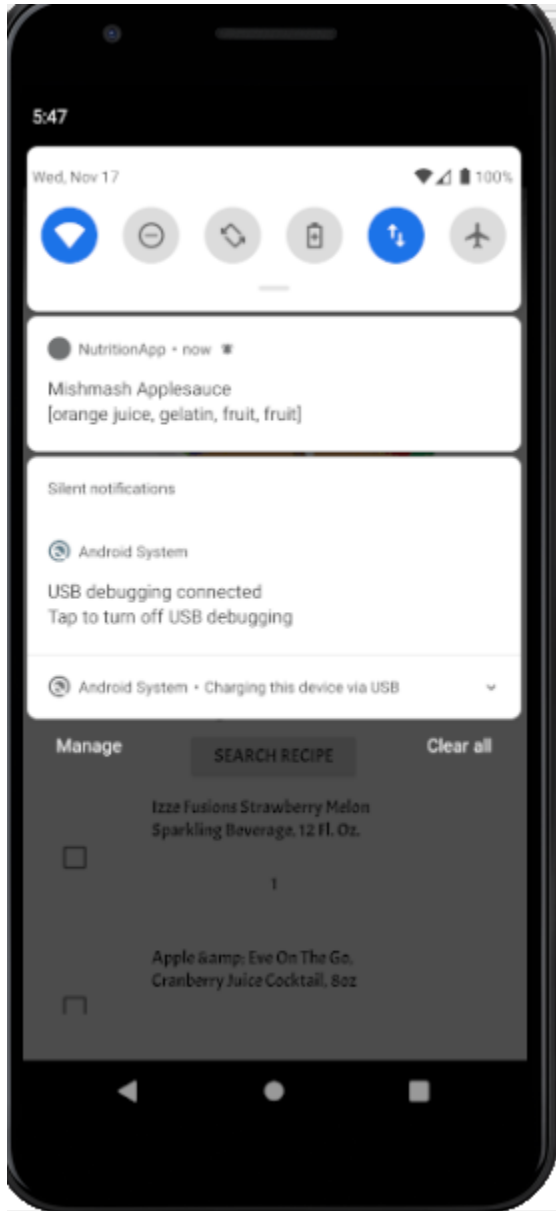 5:47
Wed, Nov 17
100%
NutritionApp • now
Mishmash Applesauce
[orange juice, gelatin, fruit, fruit]
Silent notifications
Android System
USB debugging connected
Tap to turn off USB debugging
Android System • Charging this device via USB
Manage
Clear all
SEARCH RECIPE
Izze Fusions Strawberry Melon
Sparkling Beverage, 12 Fl. Oz.
1
Apple &amp; Eve On The Go,
Cranberry Juice Cocktail, 8oz